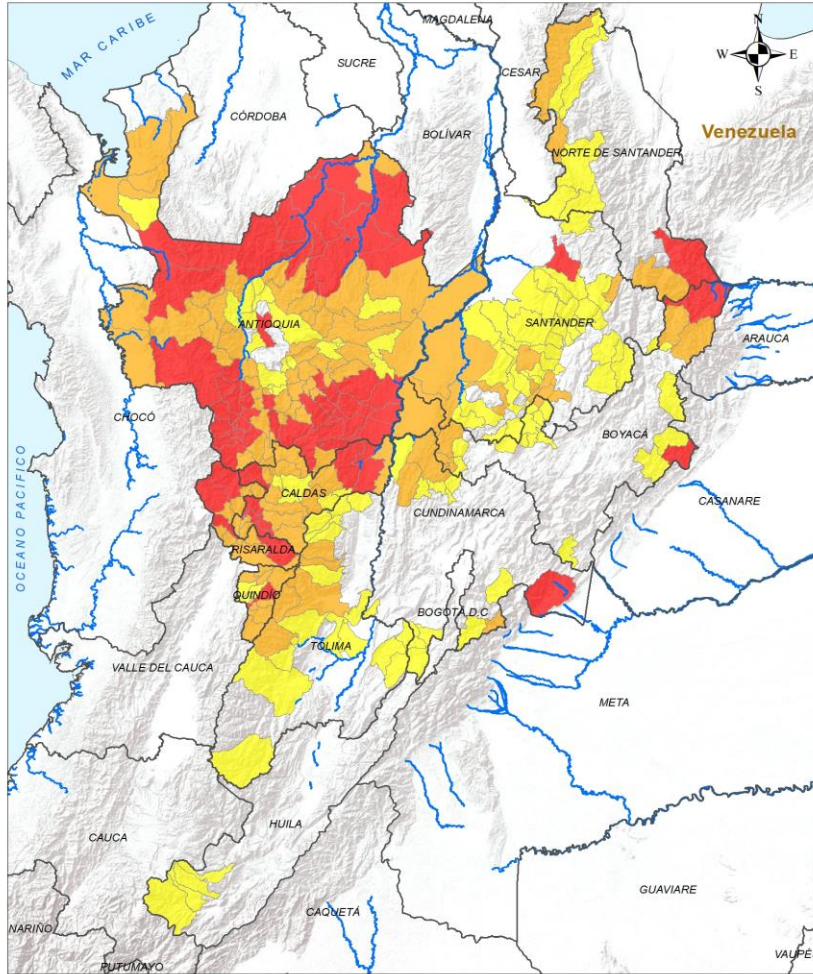 MAGDALENA
N
W E
S
MAR CARIBE
SUCRE
CESAR
CÓRDOBA
BOLÍVAR
Venezuela
NORTE DE SANTANDER
ANTIOQUIA
SANTANDER
ARAUCA
CHOCÓ
BOYACÁ
OCEANO PACIFICO
CALDAS
CASANARE
CUNDINAMARCA
RISARALDA
QUINDÍO
BOGOTÁ D.C
TOLIMA
VALLE DEL CAUCA
META
HUILA
CAUCA
GUAVIARE
CAQUETÁ
NARIÑO
PUTUMAYO
VAUPÉ